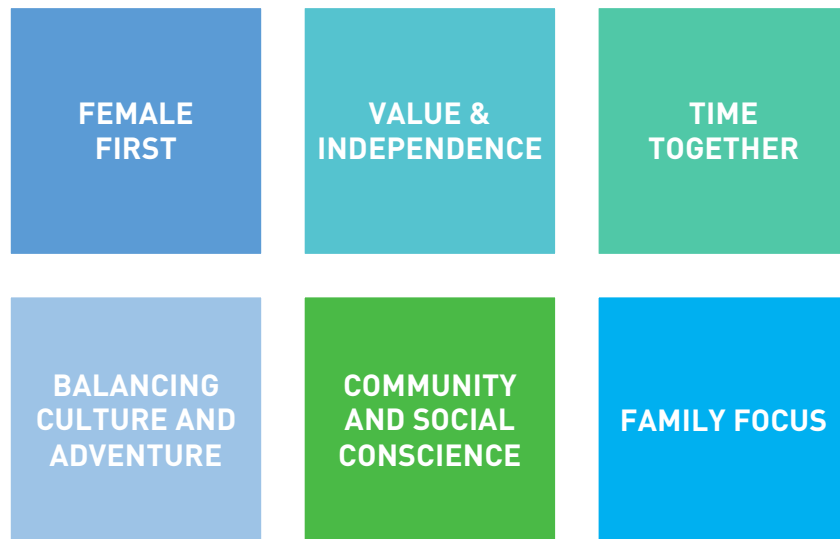 FEMALE
FIRST
VALUE &
INDEPENDENCE
TIME
TOGETHER
BALANCING
CULTURE AND
ADVENTURE
COMMUNITY
AND SOCIAL
CONSCIENCE
FAMILY FOCUS